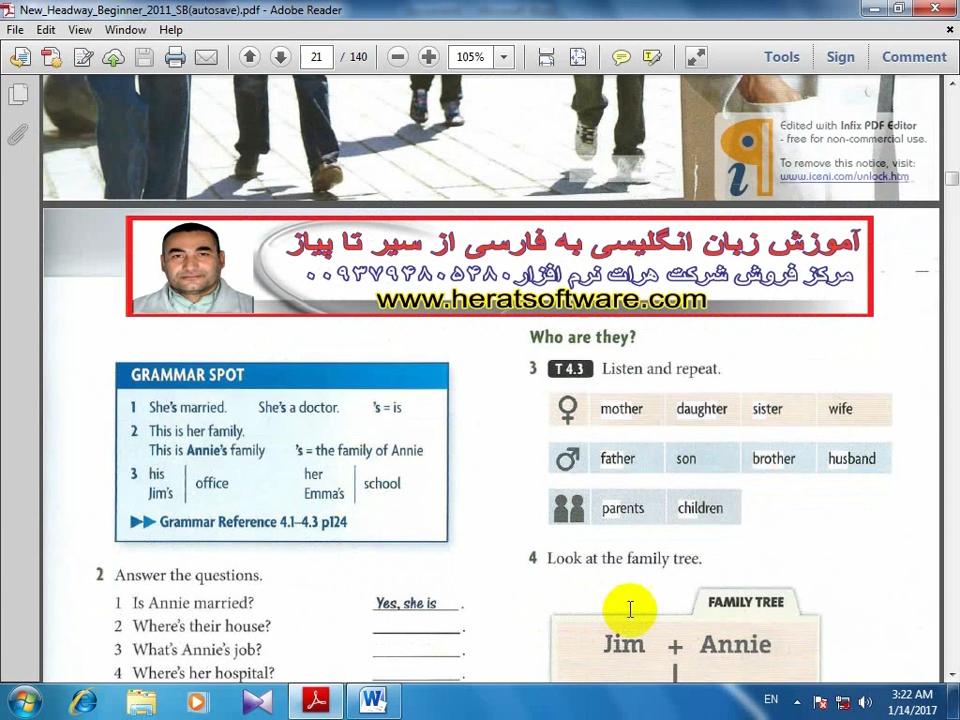 New_Headway_Beginner_2011_SB(autosave).pdf - Adobe Reader
File Edit View Window Help
21 / 140 105% Tools Sign Comment
Edited with Infix PDF Editor
- free for non-commercial use.
To remove this notice, visit:
www.iceni.com/unlock.htm
آموزش زبان انگلیسی به فارسی از سیر تا پیاز
مرکز فروش شرکت هرات نرم افزار ۰۰۹۳۷۹۴۸۰۵۴۸۰
www.heratsoftware.com
GRAMMAR SPOT
1 She's married. She's a doctor. 's = is
2 This is her family.
This is Annie's family 's = the family of Annie
3 his
Jim's
office
her
Emma's
school
Grammar Reference 4.1–4.3 p124
2 Answer the questions.
1 Is Annie married? Yes, she is .
2 Where's their house? ________ .
3 What's Annie's job? ________ .
4 Where's her hospital? ________ .
Who are they?
3 T 4.3 Listen and repeat.
mother daughter sister wife
father son brother husband
parents children
4 Look at the family tree.
FAMILY TREE
Jim + Annie
EN
3:22 AM
1/14/2017